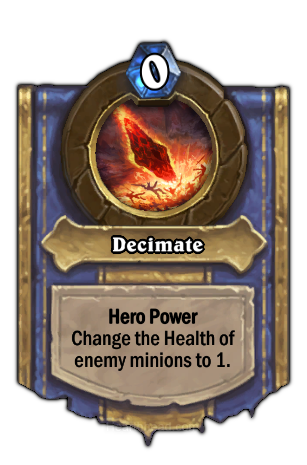 0
Decimate
Hero Power
Change the Health of
enemy minions to 1.